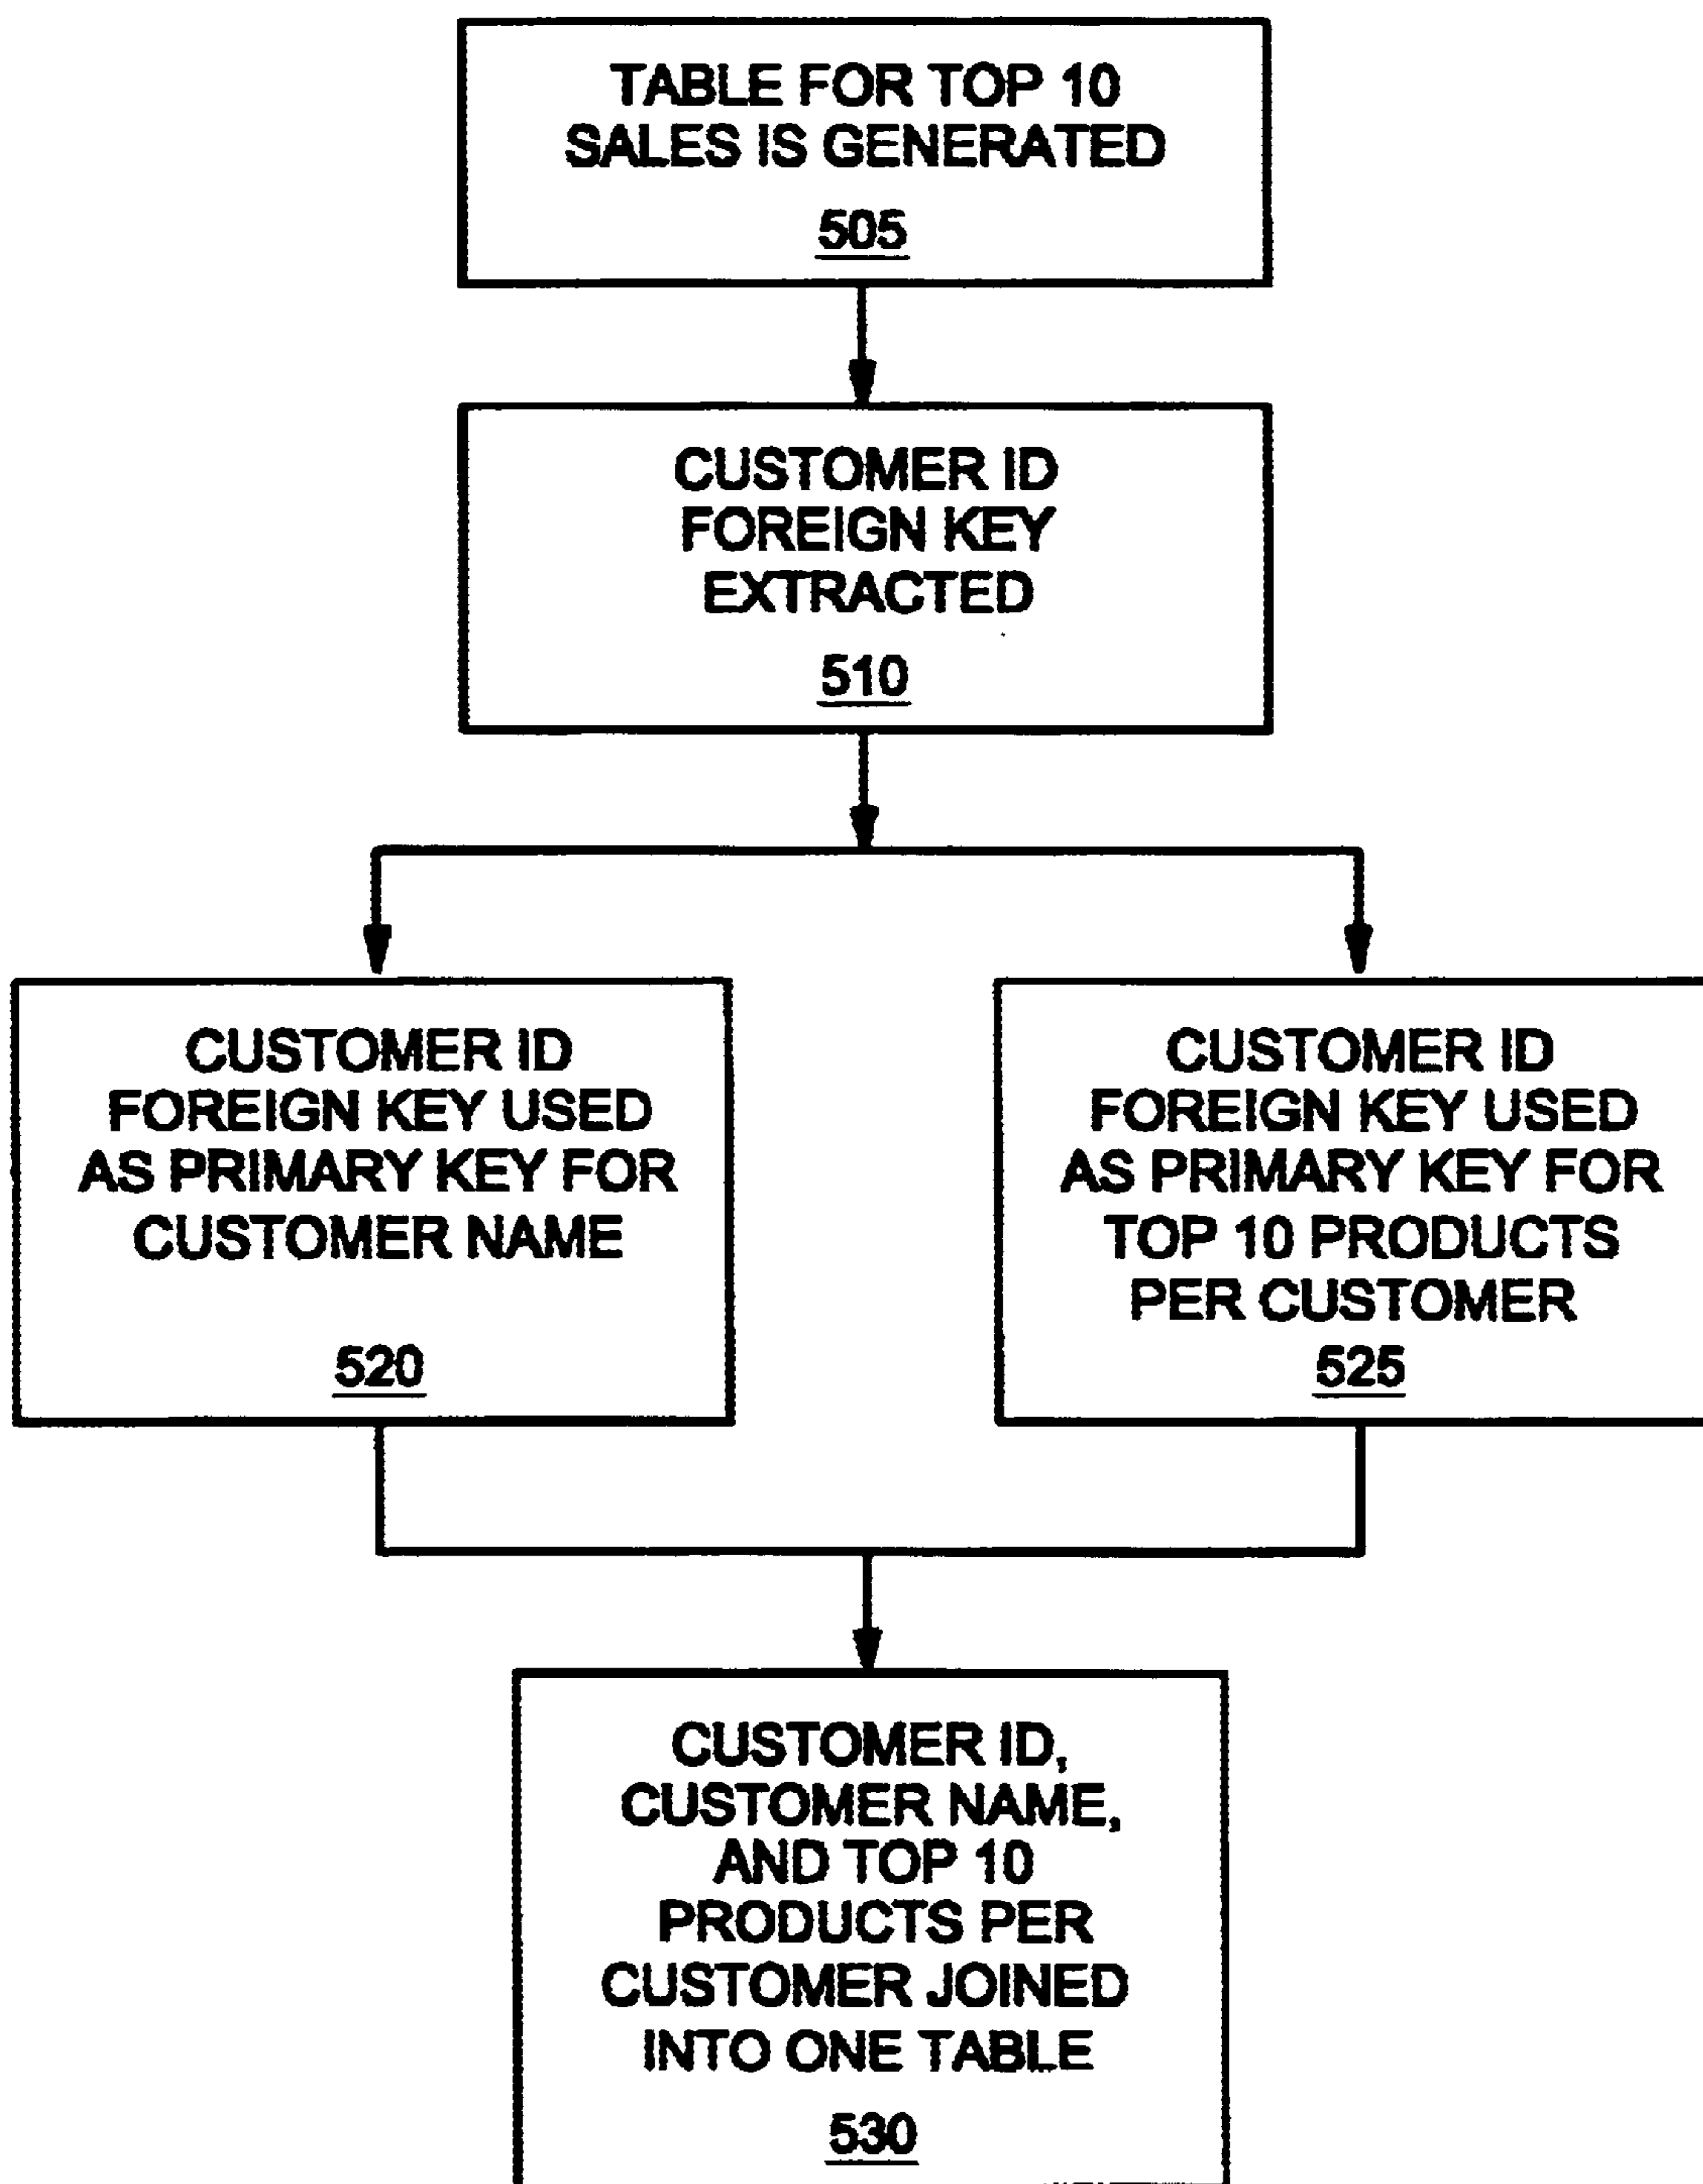 TABLE FOR TOP 10
SALES IS GENERATED
505
CUSTOMER ID
FOREIGN KEY
EXTRACTED
510
CUSTOMER ID
FOREIGN KEY USED
AS PRIMARY KEY FOR
CUSTOMER NAME
520
CUSTOMER ID
FOREIGN KEY USED
AS PRIMARY KEY FOR
TOP 10 PRODUCTS
PER CUSTOMER
525
CUSTOMER ID,
CUSTOMER NAME,
AND TOP 10
PRODUCTS PER
CUSTOMER JOINED
INTO ONE TABLE
530